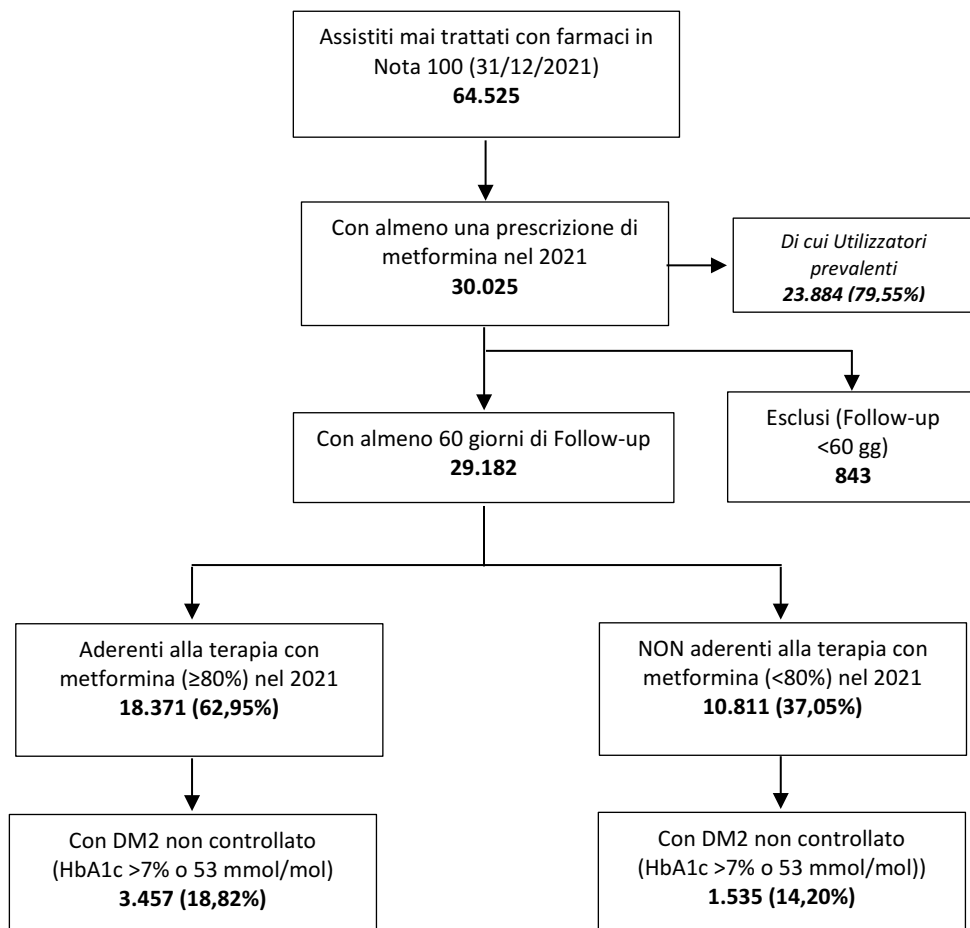 Assistiti mai trattati con farmaci in
Nota 100 (31/12/2021)
64.525
Con almeno una prescrizione di
metformina nel 2021
30.025
Di cui Utilizzatori
prevalenti
23.884 (79,55%)
Con almeno 60 giorni di Follow-up
29.182
Esclusi (Follow-up
<60 gg)
843
Aderenti alla terapia con
metformina (≥80%) nel 2021
18.371 (62,95%)
NON aderenti alla terapia con
metformina (<80%) nel 2021
10.811 (37,05%)
Con DM2 non controllato
(HbA1c >7% o 53 mmol/mol)
3.457 (18,82%)
Con DM2 non controllato
(HbA1c >7% o 53 mmol/mol))
1.535 (14,20%)